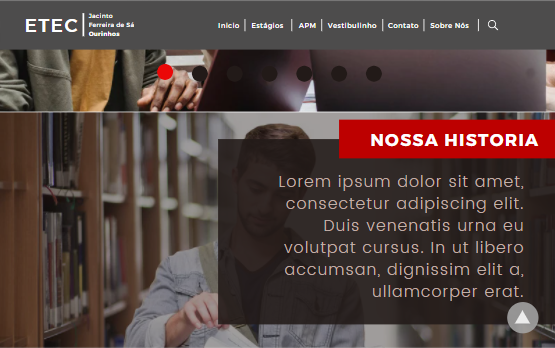 ETEC
Jacinto
Ferreira de Sá
Ourinhos
Inicio
Estágios
APM
Vestibulinho
Contato
Sobre Nós
NOSSA HISTORIA
Lorem ipsum dolor sit amet,
consectetur adipiscing elit.
Duis venenatis urna eu
volutpat cursus. In ut libero
accumsan, dignissim elit a,
ullamcorper erat.